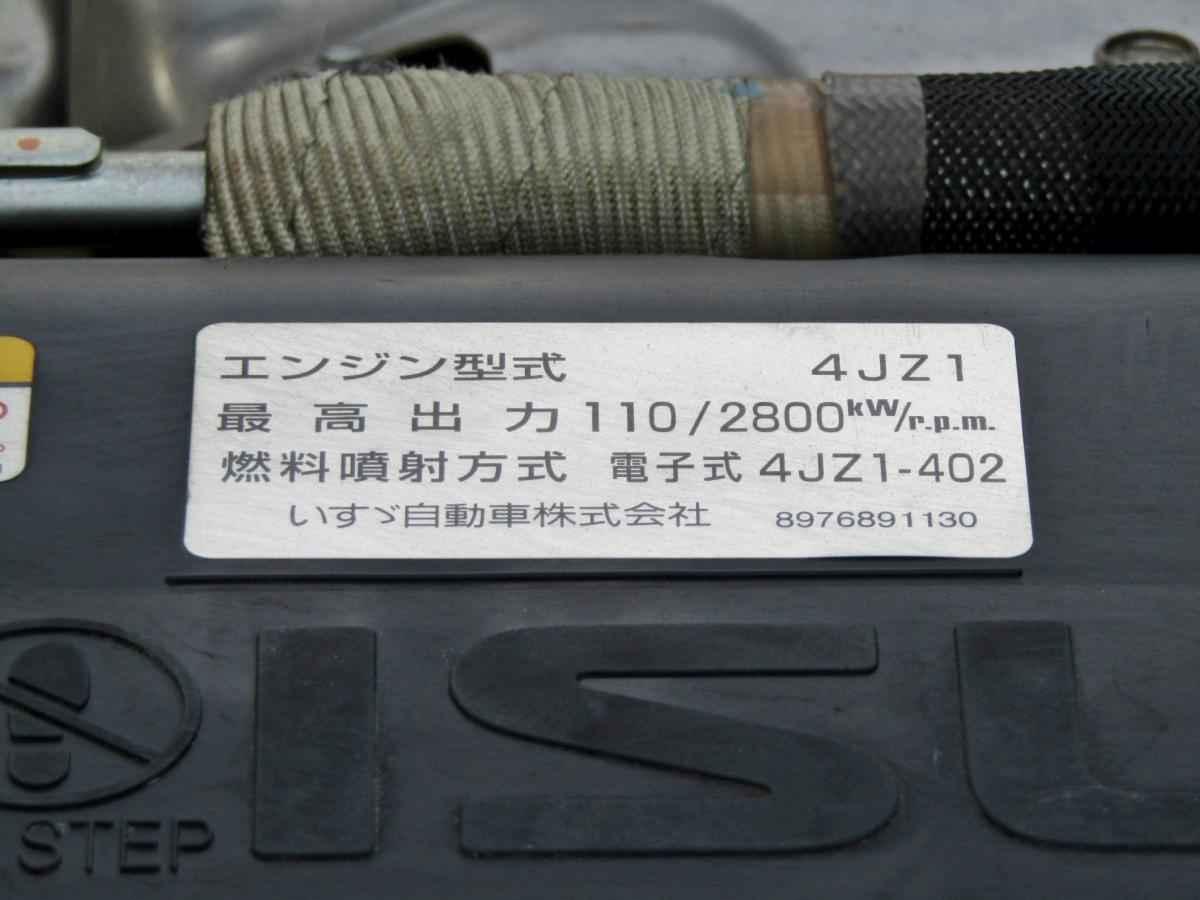 エンジン型式 4JZ1
最高出力 110/2800kW/r.p.m.
燃料噴射方式 電子式 4JZ1-402
いすゞ自動車株式会社 8976891130
ISU
STEP